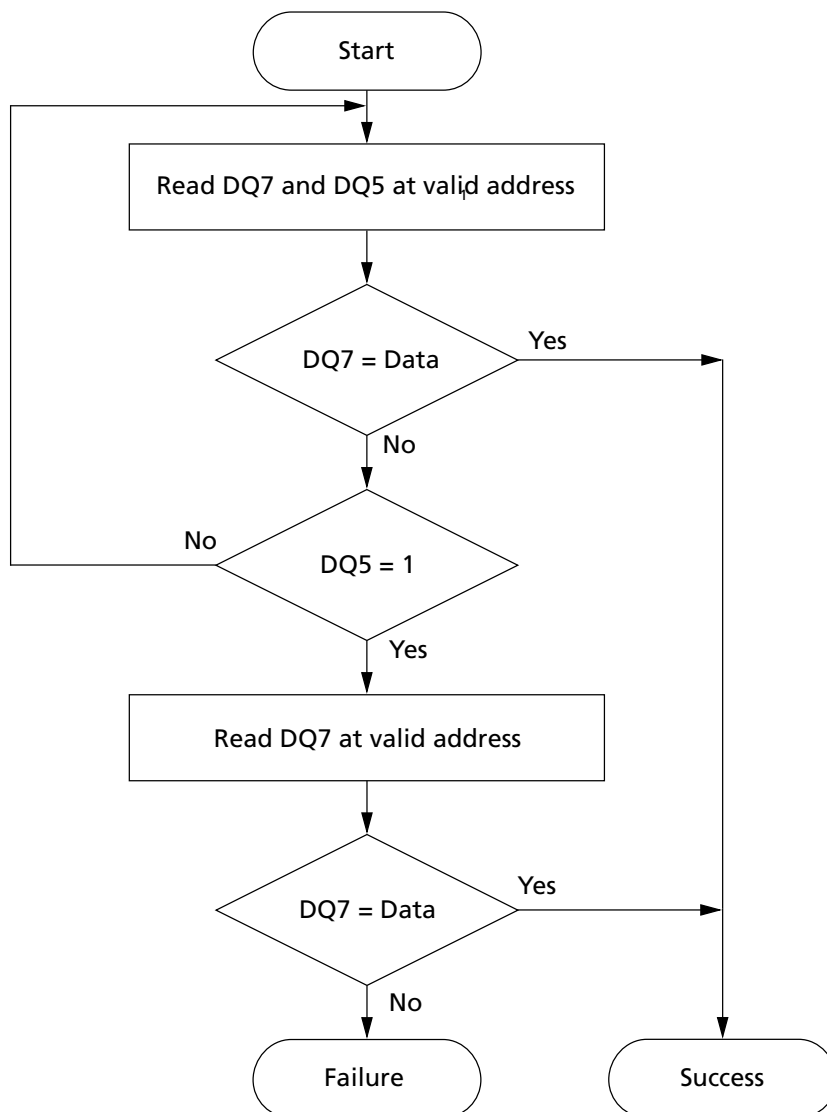 Start
Read DQ7 and DQ5 at valid address
1
DQ7 = Data
Yes
No
DQ5 = 1
No
Yes
Read DQ7 at valid address
DQ7 = Data
Yes
No
Failure
Success